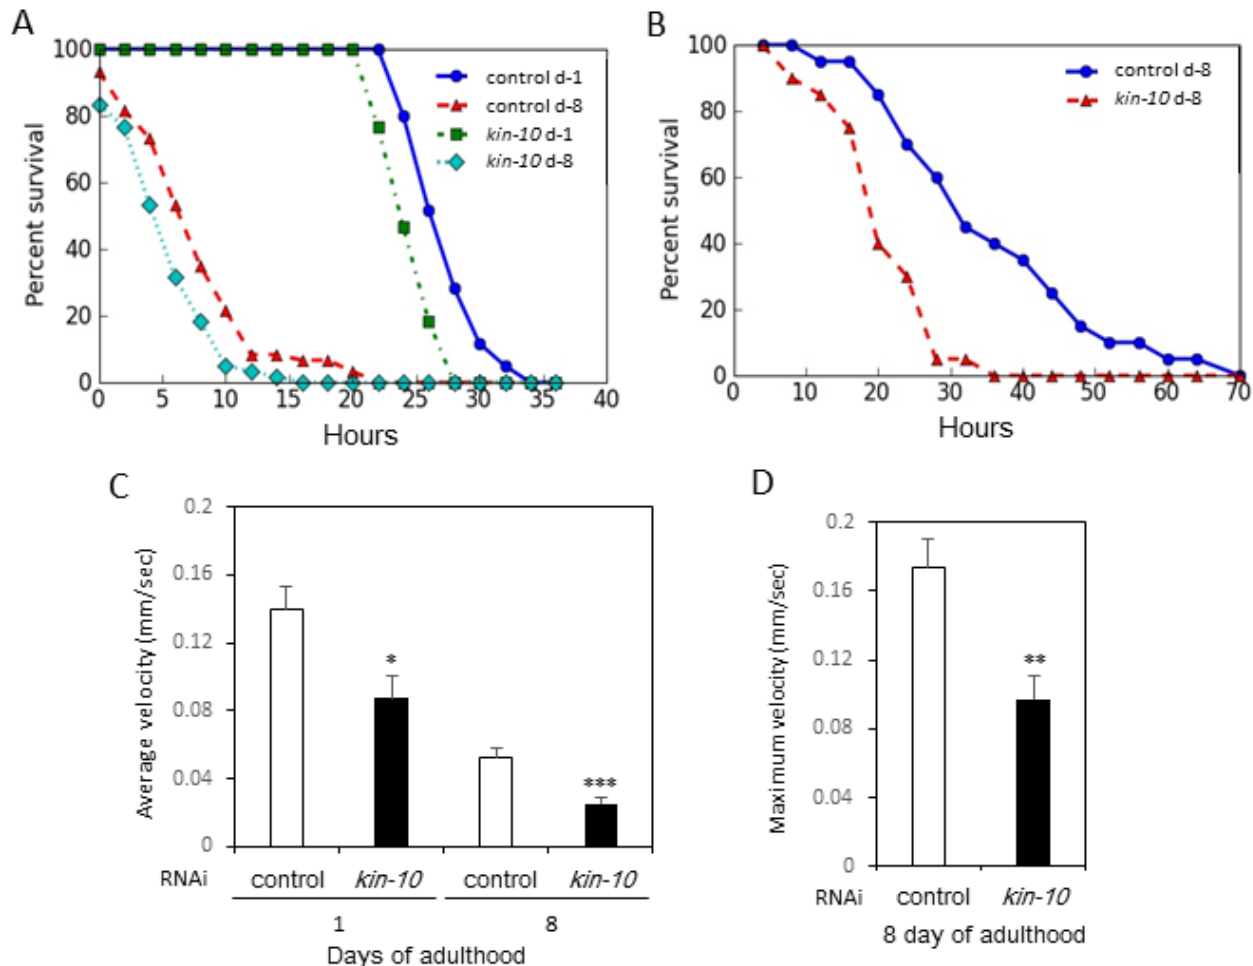 A
100
80
60
40
20
0
Percent survival
control d-1
control d-8
kin-10 d-1
kin-10 d-8
0 5 10 15 20 25 30 35 40
Hours
B
100
80
60
40
20
0
Percent survival
control d-8
kin-10 d-8
0 10 20 30 40 50 60 70
Hours
C
0.2
0.16
0.12
0.08
0.04
0
Average velocity (mm/sec)
*
***
RNAi control kin-10 control kin-10
1 8
Days of adulthood
D
0.2
0.16
0.12
0.08
0.04
0
Maximum velocity (mm/sec)
**
RNAi control kin-10
8 day of adulthood